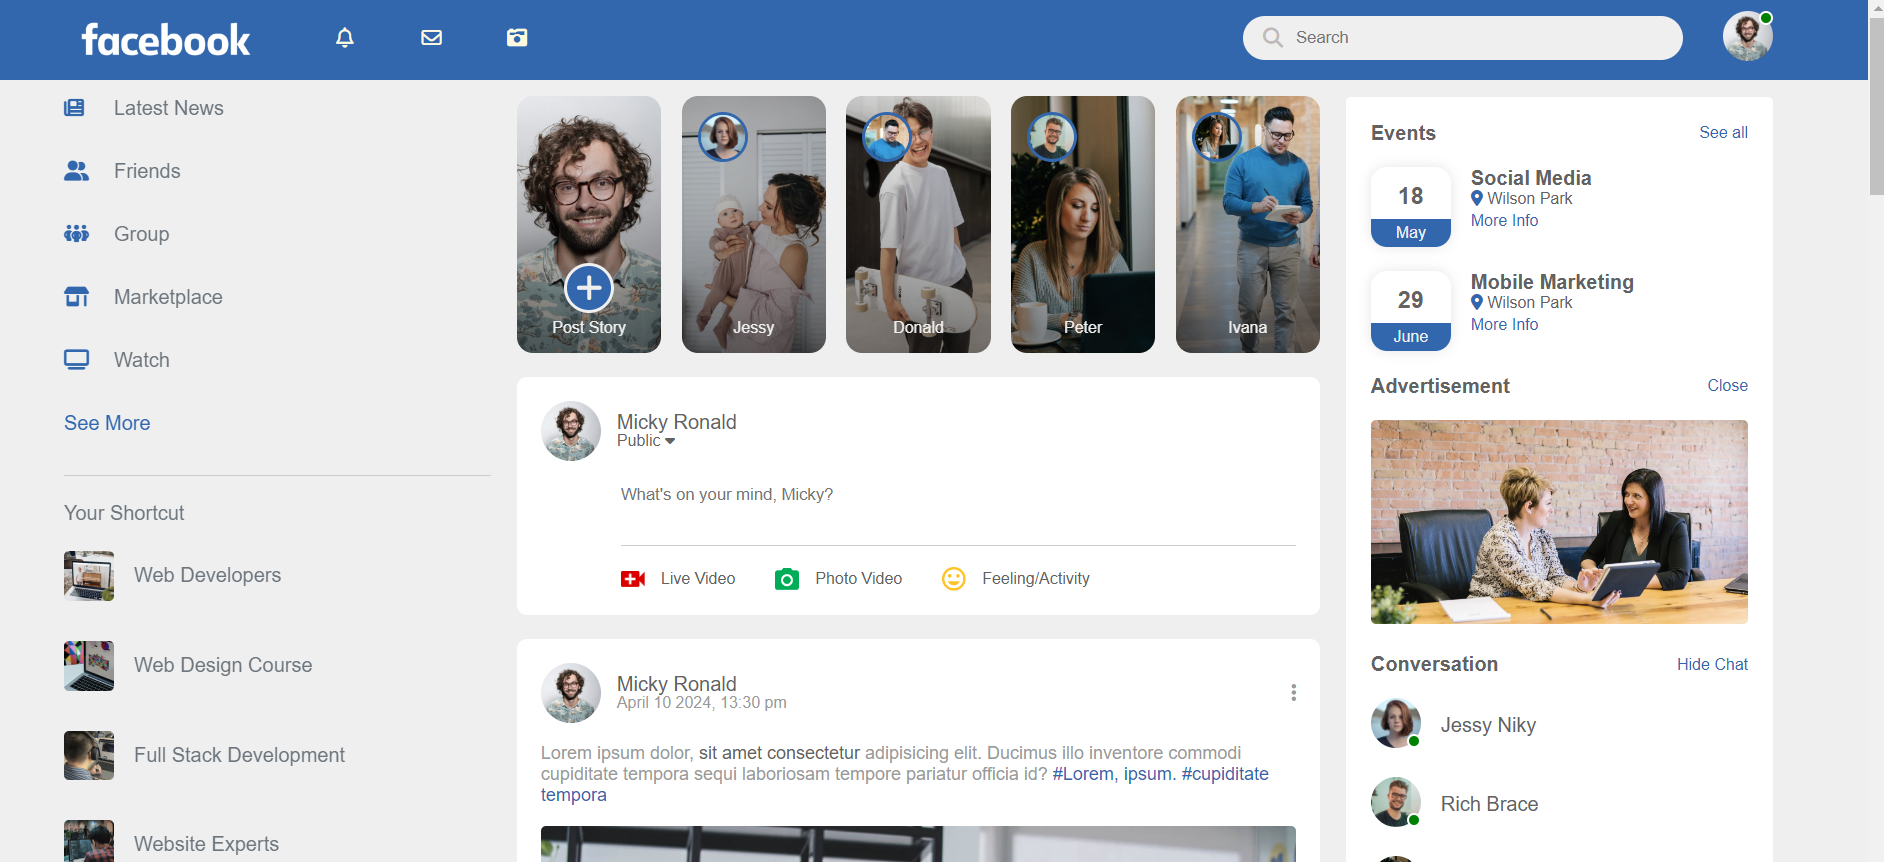 facebook
Search
Latest News
Friends
Group
Marketplace
Watch
See More
Your Shortcut
Web Developers
Web Design Course
Full Stack Development
Website Experts
Post Story
Jessy
Donald
Peter
Ivana
Micky Ronald
Public
What's on your mind, Micky?
Live Video
Photo Video
Feeling/Activity
Micky Ronald
April 10 2024, 13:30 pm
Lorem ipsum dolor, sit amet consectetur adipisicing elit. Ducimus illo inventore commodi
cupiditate tempora sequi laboriosam tempore pariatur officia id? #Lorem, ipsum. #cupiditate
tempora
Events
See all
18
May
Social Media
Wilson Park
More Info
29
June
Mobile Marketing
Wilson Park
More Info
Advertisement
Close
Conversation
Hide Chat
Jessy Niky
Rich Brace